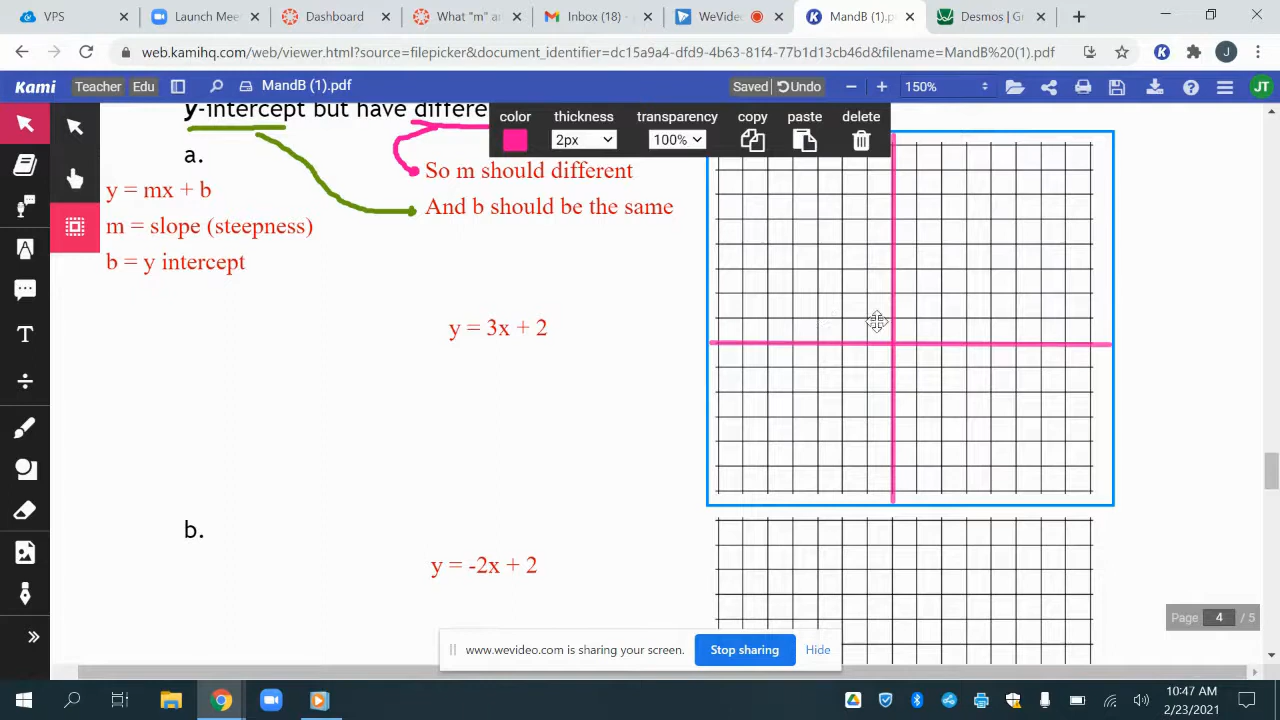 VPS
Launch Mee
Dashboard
What "m" an
Inbox (18) -
WeVideo
MandB (1).pd
Desmos | G
web.kamihq.com/web/viewer.html?source=filepicker&document_identifier=dc15a9a4-dfd9-4b63-81f4-77b1d13cb46d&filename=MandB%20(1).pdf
J
Kami
Teacher
Edu
MandB (1).pdf
Saved
Undo
150%
JT
color
thickness
transparency
copy
paste
delete
2px
100%
y-intercept but have differe
a.
So m should different
y = mx + b
And b should be the same
m = slope (steepness)
b = y intercept
y = 3x + 2
b.
y = -2x + 2
Page 4 / 5
www.wevideo.com is sharing your screen.
Stop sharing
Hide
10:47 AM
2/23/2021